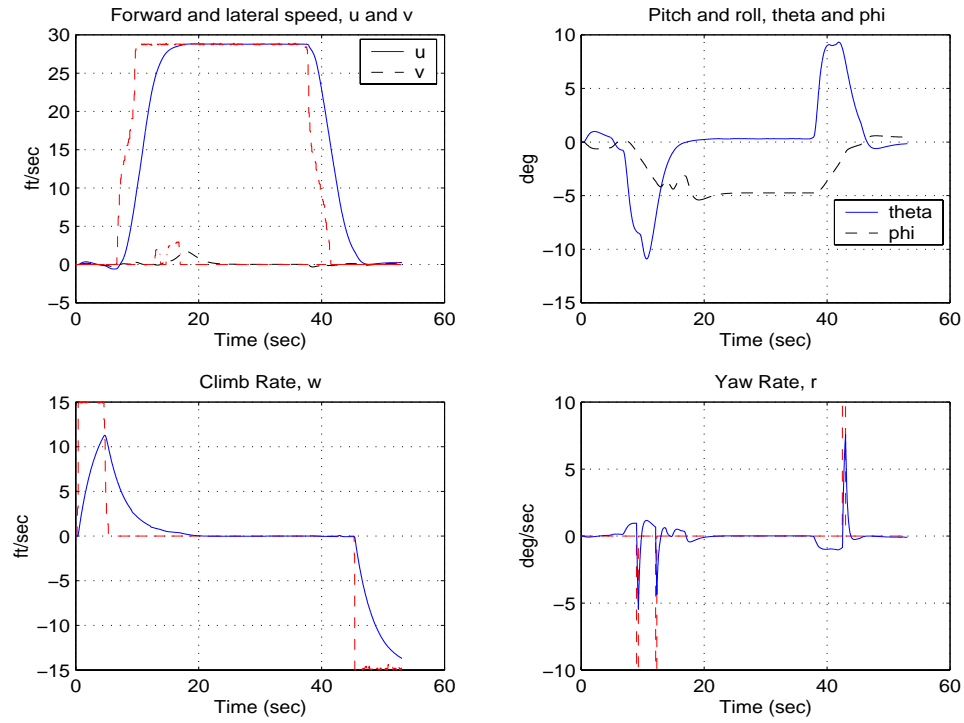 Forward and lateral speed, u and v
30
25
20
15
10
5
0
−5
ft/sec
u
v
0
20
40
60
Time (sec)
Pitch and roll, theta and phi
10
5
0
−5
−10
−15
deg
theta
phi
0
20
40
60
Time (sec)
Climb Rate, w
15
10
5
0
−5
−10
−15
ft/sec
0
20
40
60
Time (sec)
Yaw Rate, r
10
5
0
−5
−10
deg/sec
0
20
40
60
Time (sec)